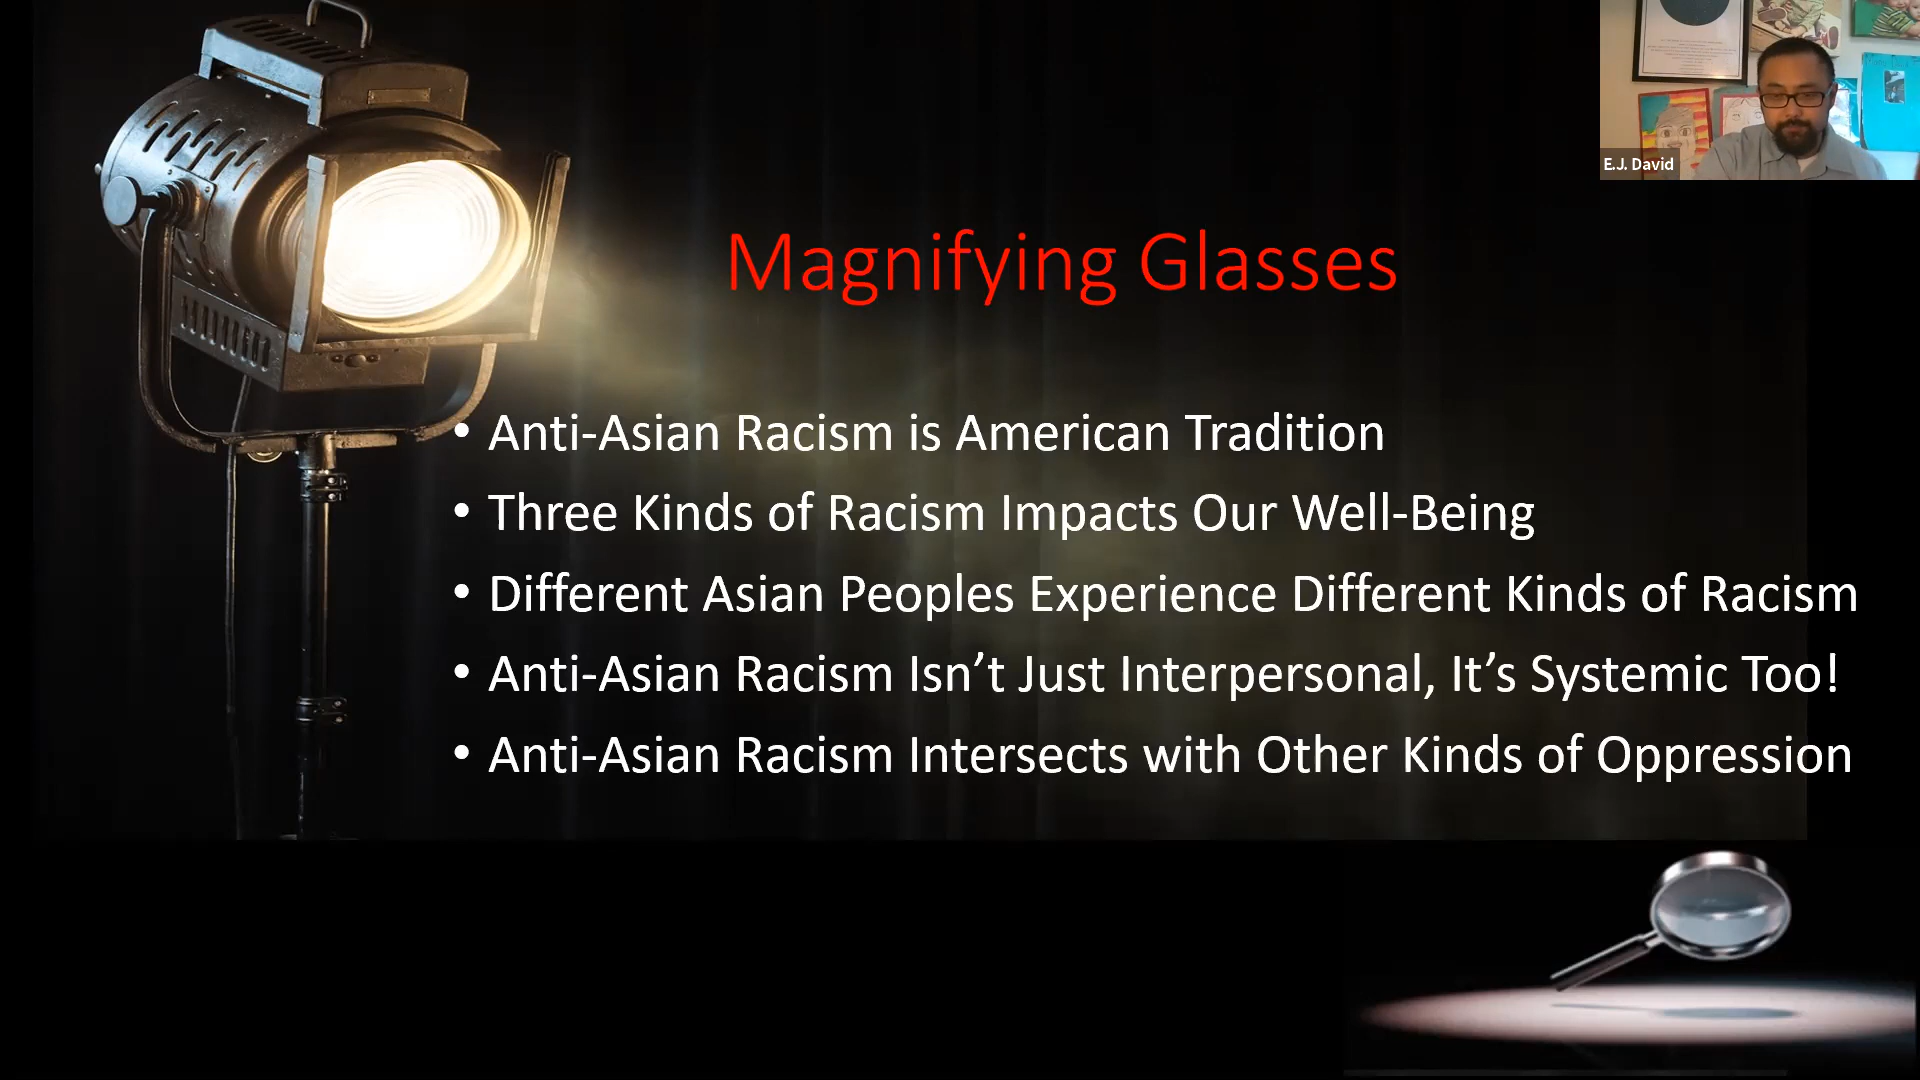 E.J. David
Magnifying Glasses
• Anti-Asian Racism is American Tradition
• Three Kinds of Racism Impacts Our Well-Being
• Different Asian Peoples Experience Different Kinds of Racism
• Anti-Asian Racism Isn’t Just Interpersonal, It’s Systemic Too!
• Anti-Asian Racism Intersects with Other Kinds of Oppression